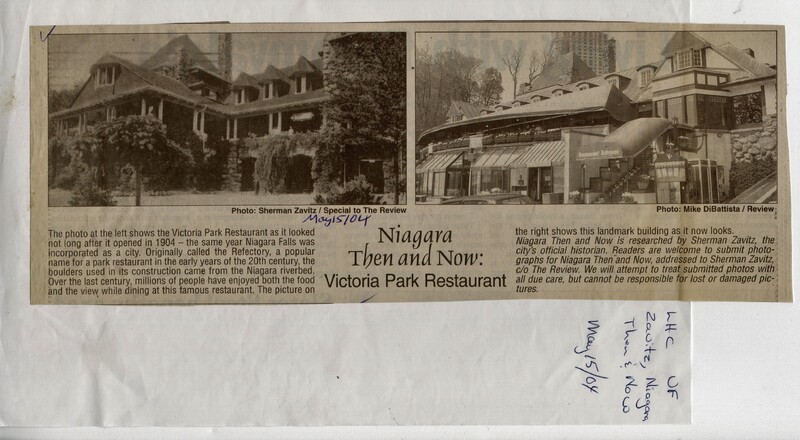 Photo: Sherman Zavitz / Special to The Review
Photo: Mike DiBattista / Review
May 15/04
The photo at the left shows the Victoria Park Restaurant as it looked
not long after it opened in 1904 – the same year Niagara Falls was
incorporated as a city. Originally called the Refectory, a popular
name for a park restaurant in the early years of the 20th century, the
boulders used in its construction came from the Niagara riverbed.
Over the last century, millions of people have enjoyed both the food
and the view while dining at this famous restaurant. The picture on
Niagara
Then and Now:
Victoria Park Restaurant
the right shows this landmark building as it now looks.
Niagara Then and Now is researched by Sherman Zavitz, the
city's official historian. Readers are welcome to submit photo-
graphs for Niagara Then and Now, addressed to Sherman Zavitz,
c/o The Review. We will attempt to treat submitted photos with
all due care, but cannot be responsible for lost or damaged pic-
tures.
LHC VF
Zavitz, Niagara
Then & Now
May 15/04